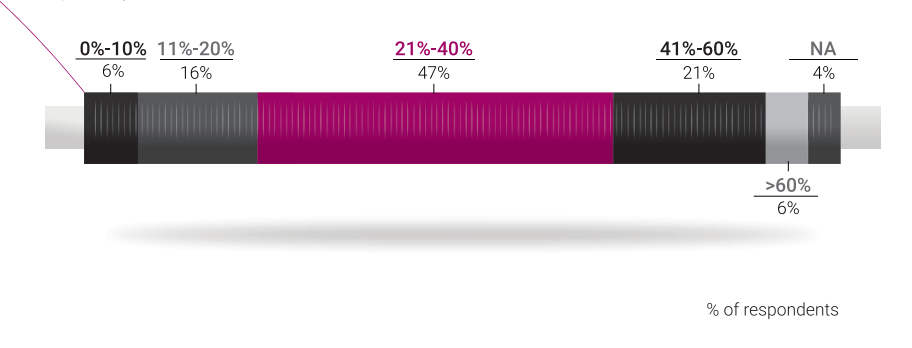 0%-10% 11%-20% 21%-40% 41%-60% NA
6% 16% 47% 21% 4%
>60%
6%
% of respondents